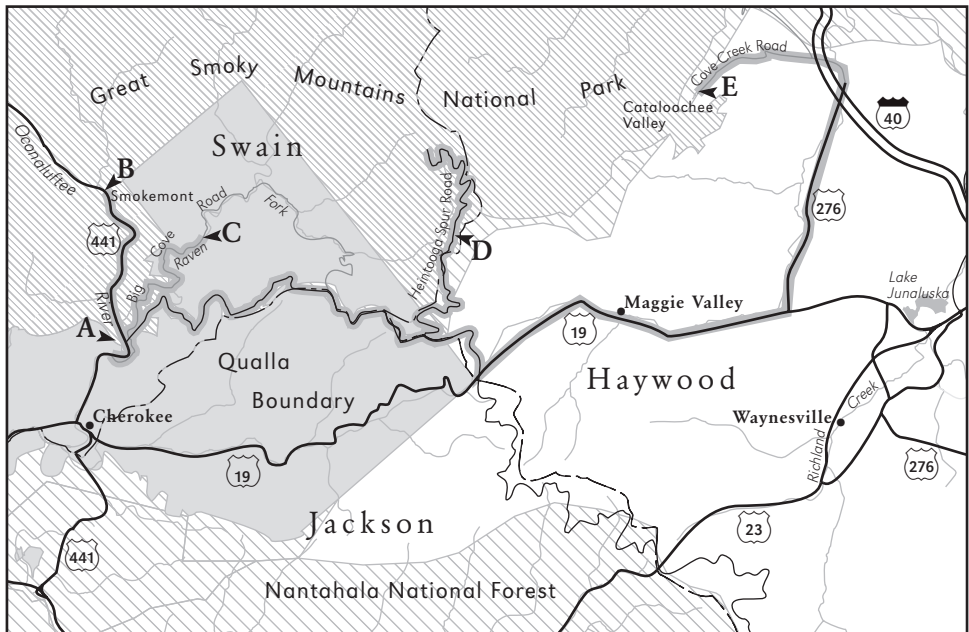 Great Smoky Mountains National Park
Cove Creek Road
E
Cataloochee
Valley
40
Oconaluftee
River
B
Smokemont
441
Swain
Big Cove Road
C
Raven Fork
Heintooga Spur Road
D
276
A
Maggie Valley
19
Lake
Junaluska
Qualla
Boundary
Haywood
Cherokee
Waynesville
Richland Creek
19
276
Jackson
23
441
Nantahala National Forest